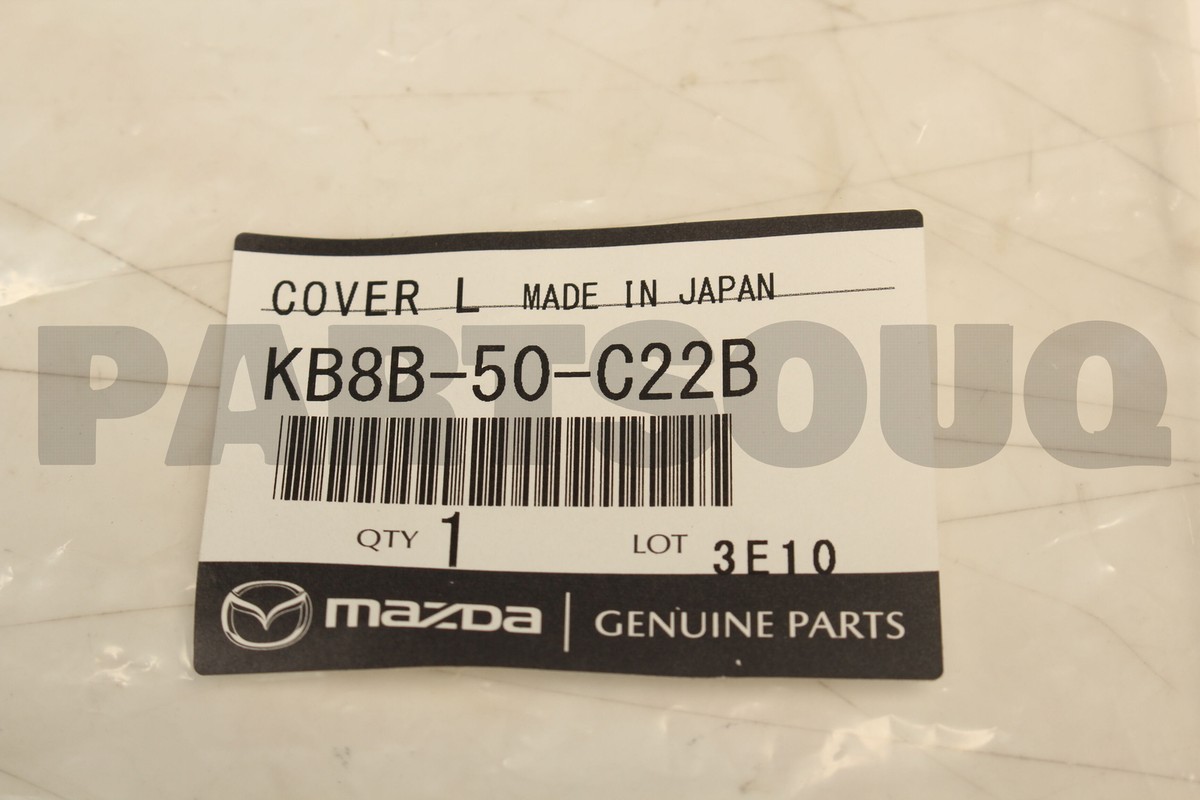 COVER L MADE IN JAPAN
PARTSOUQ
KB8B-50-C22B
QTY 1 LOT 3E10
mazda GENUINE PARTS